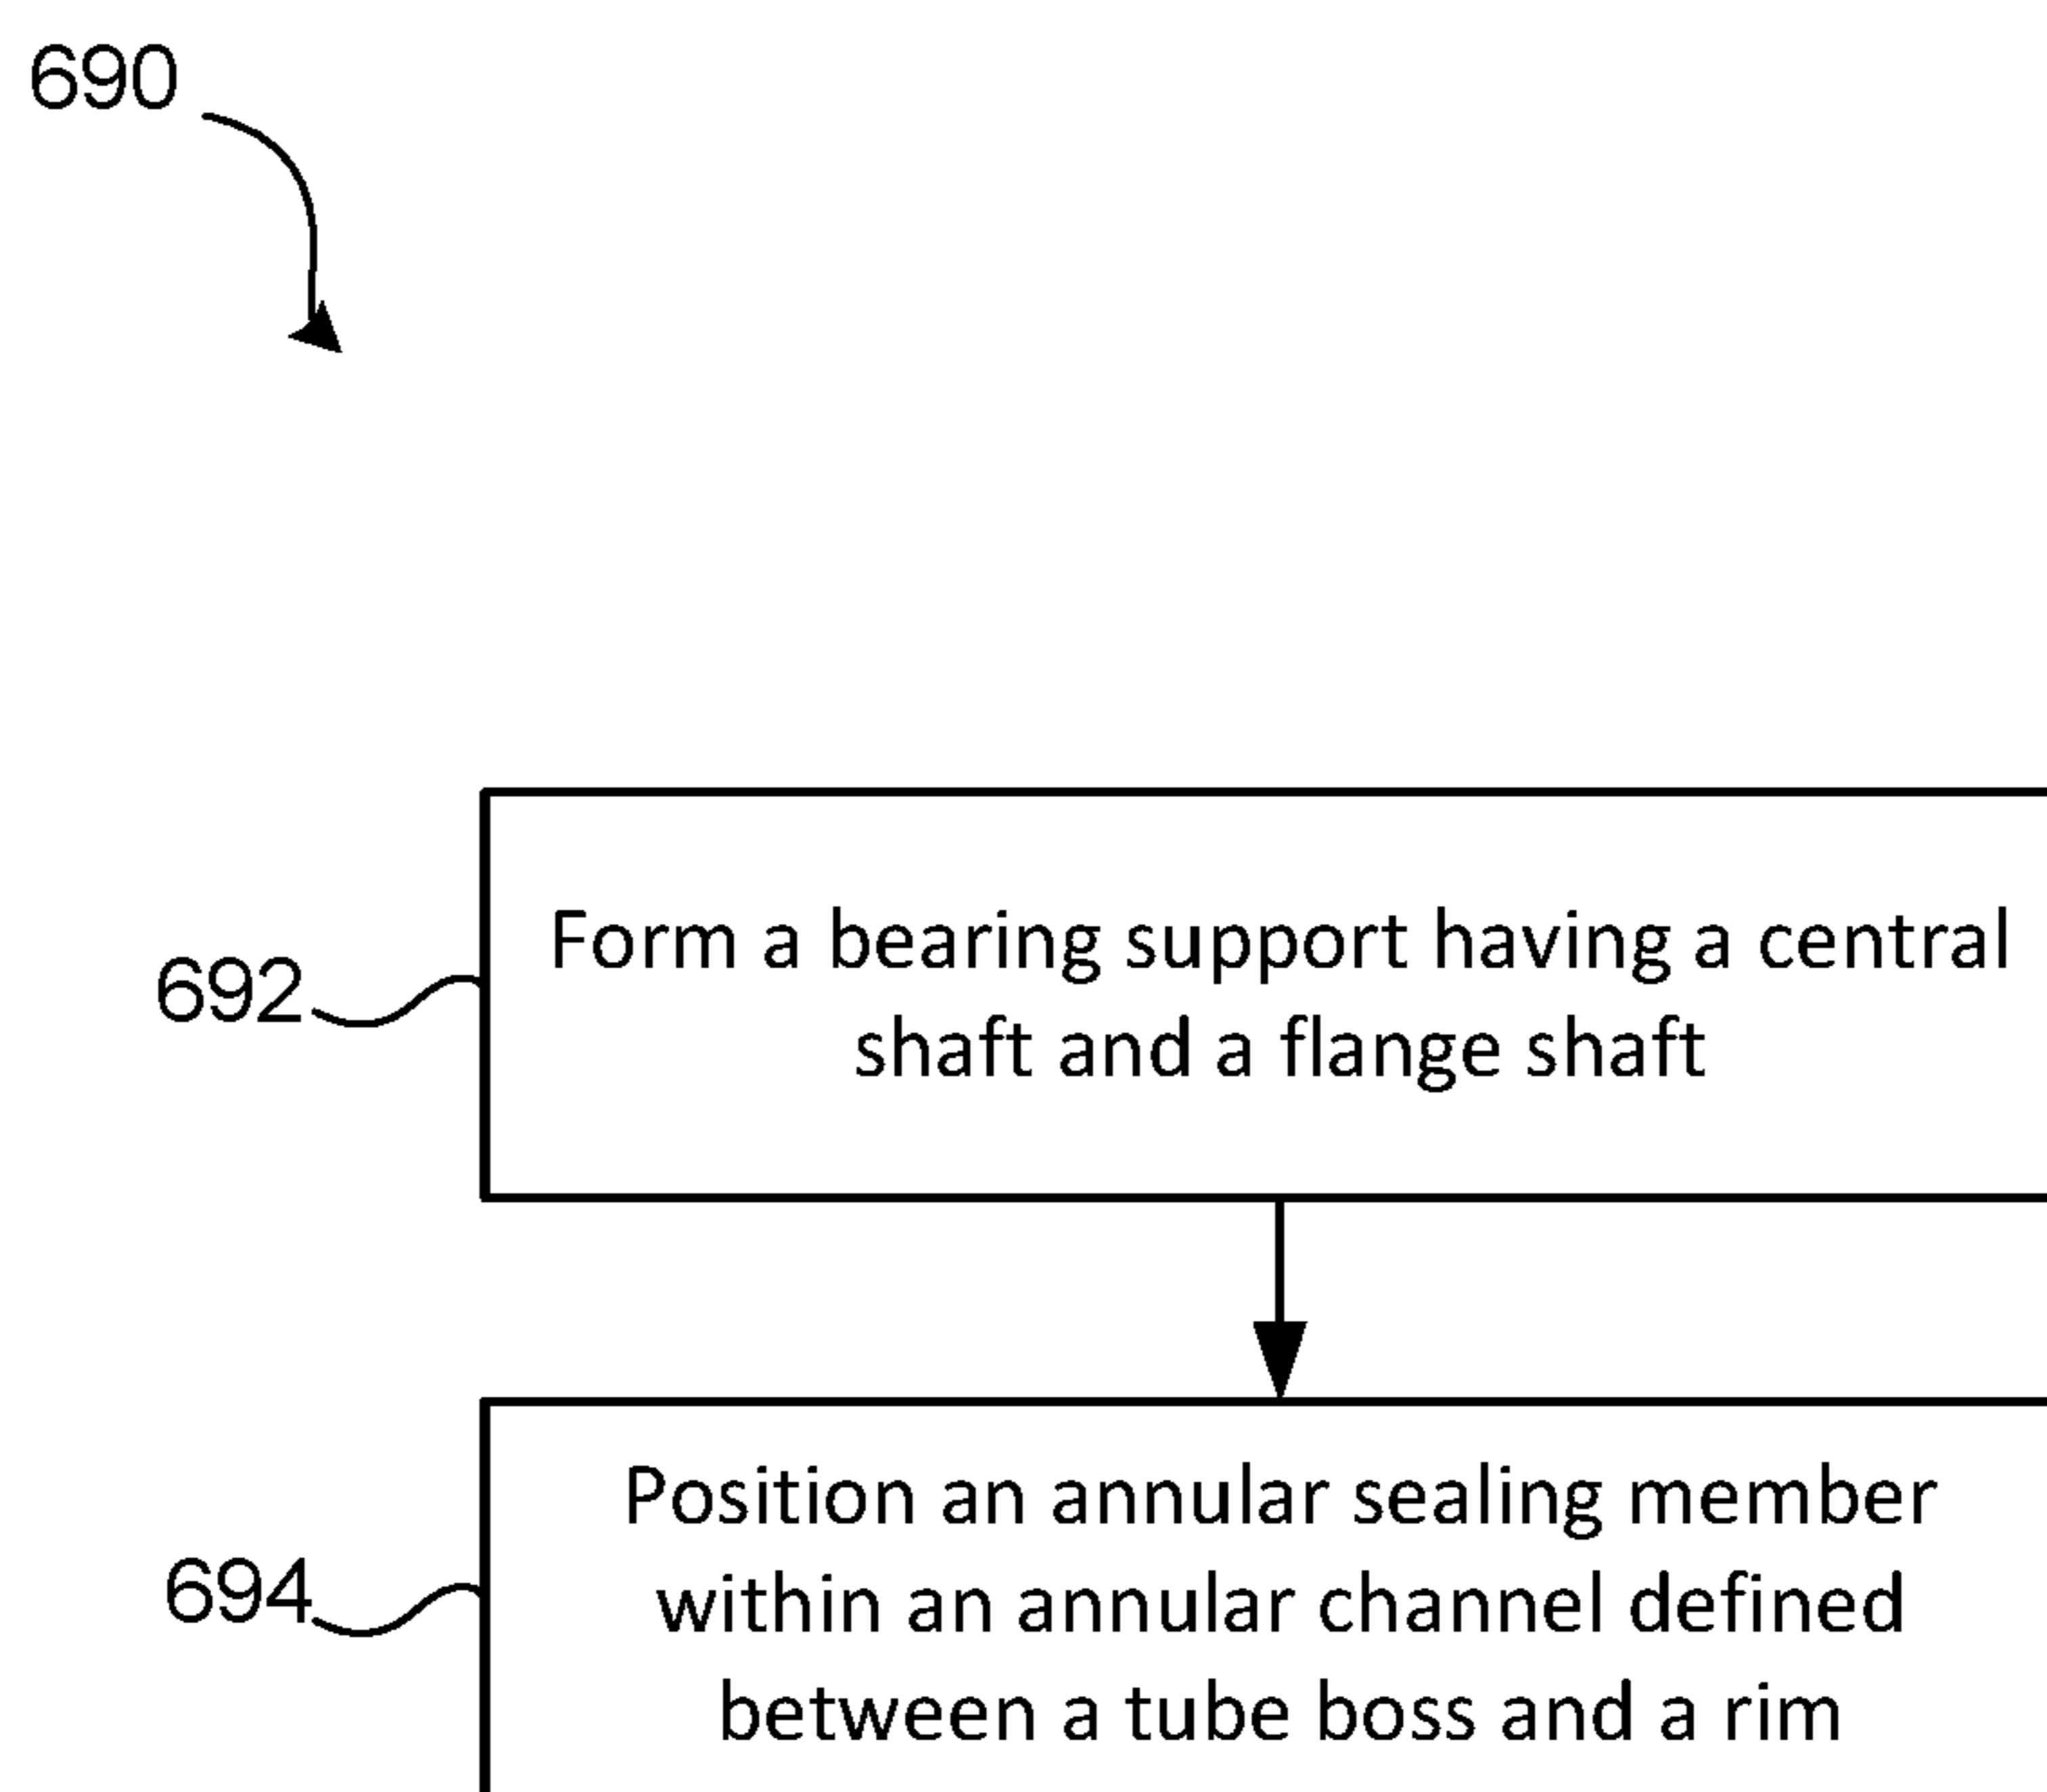 690
692
Form a bearing support having a central
shaft and a flange shaft
694
Position an annular sealing member
within an annular channel defined
between a tube boss and a rim